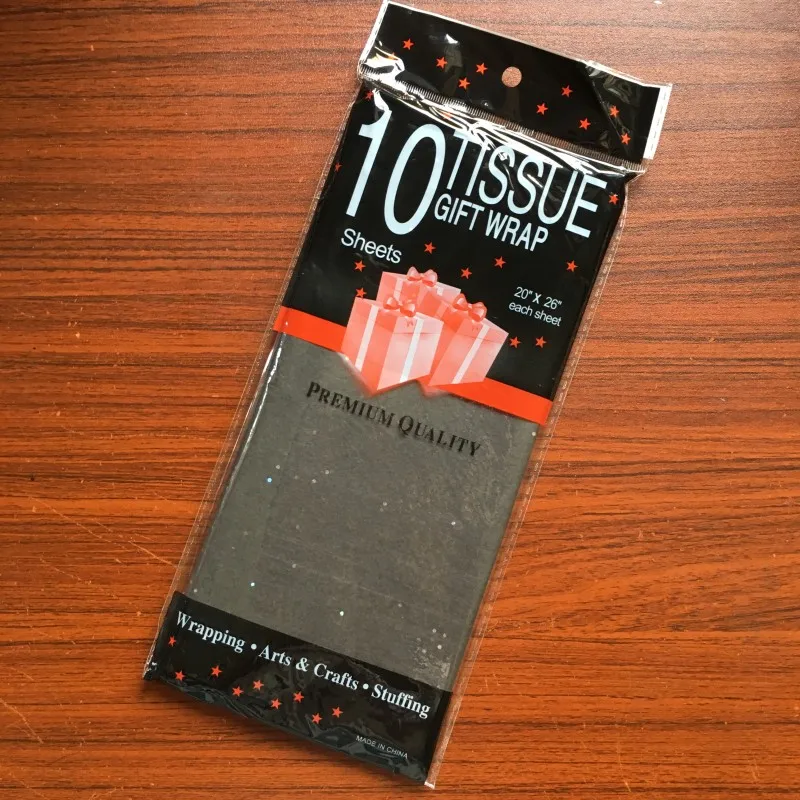 10 TISSUE
GIFT WRAP
Sheets
20" X 26"
each sheet
PREMIUM QUALITY
Wrapping • Arts & Crafts • Stuffing
MADE IN CHINA